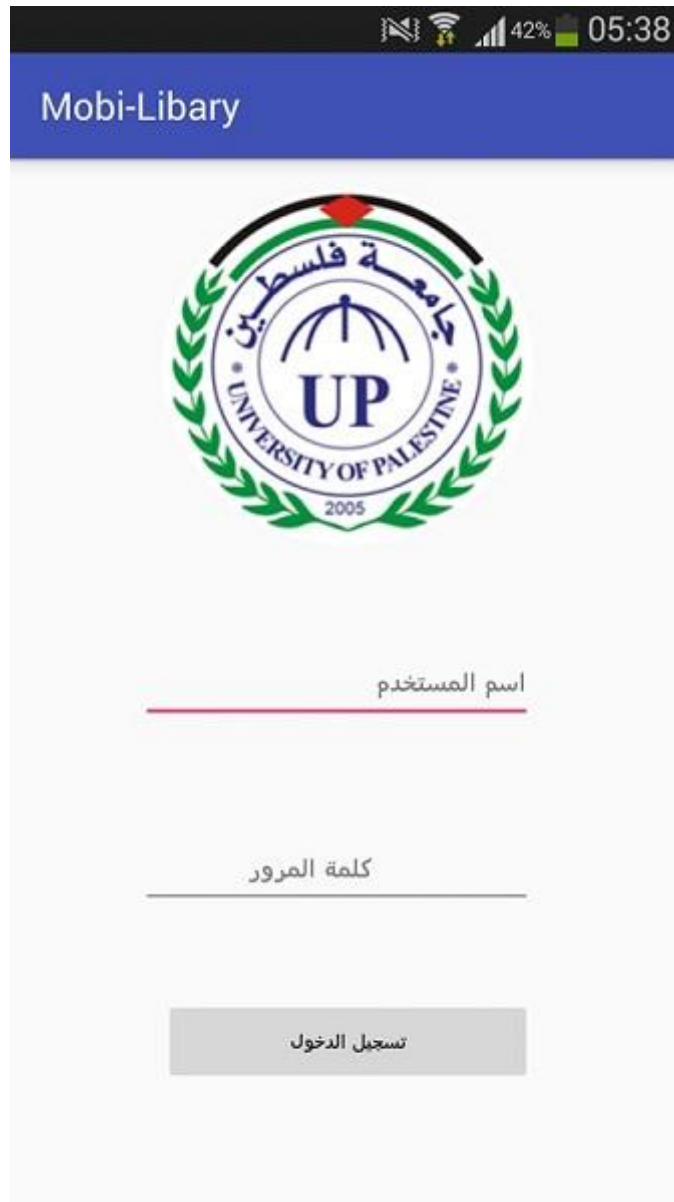 42% 05:38
Mobi-Libary
جامعة فلسطين
UP
UNIVERSITY OF PALESTINE
2005
اسم المستخدم
كلمة المرور
تسجيل الدخول